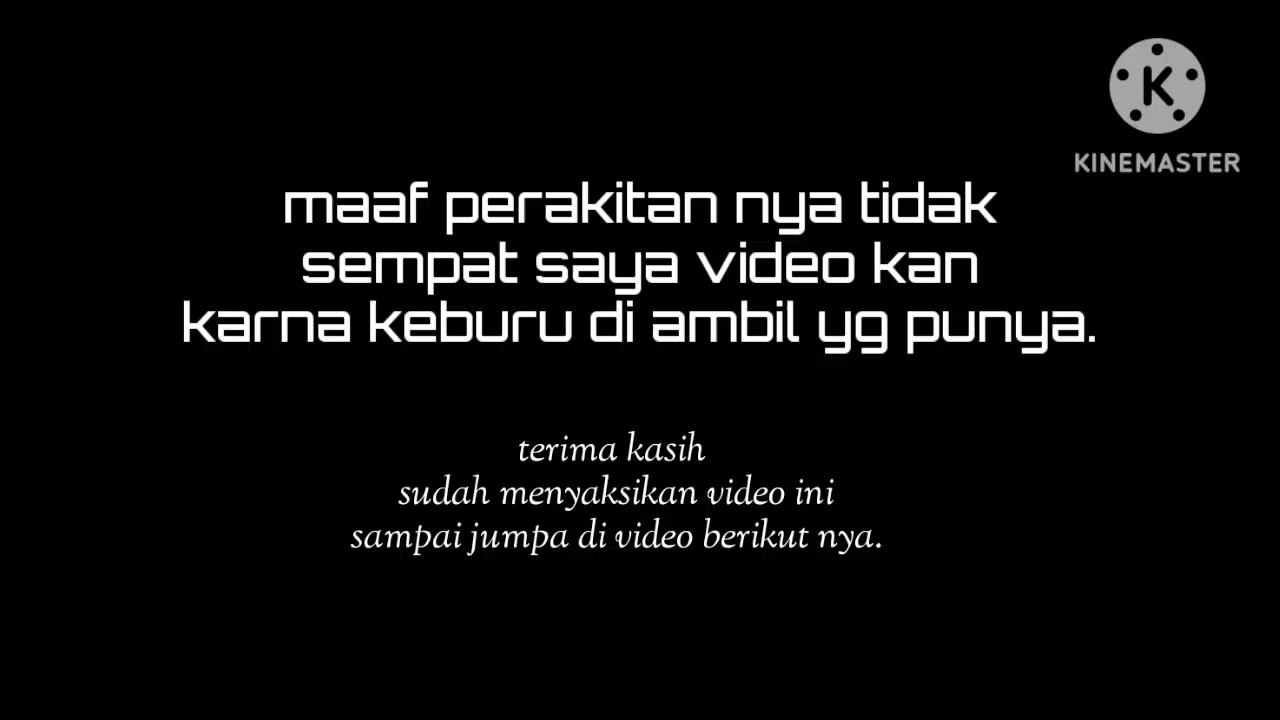 K
KINEMASTER
maaf perakitan nya tidak
sempat saya video kan
karna keburu di ambil yg punya.
terima kasih
sudah menyaksikan video ini
sampai jumpa di video berikut nya.